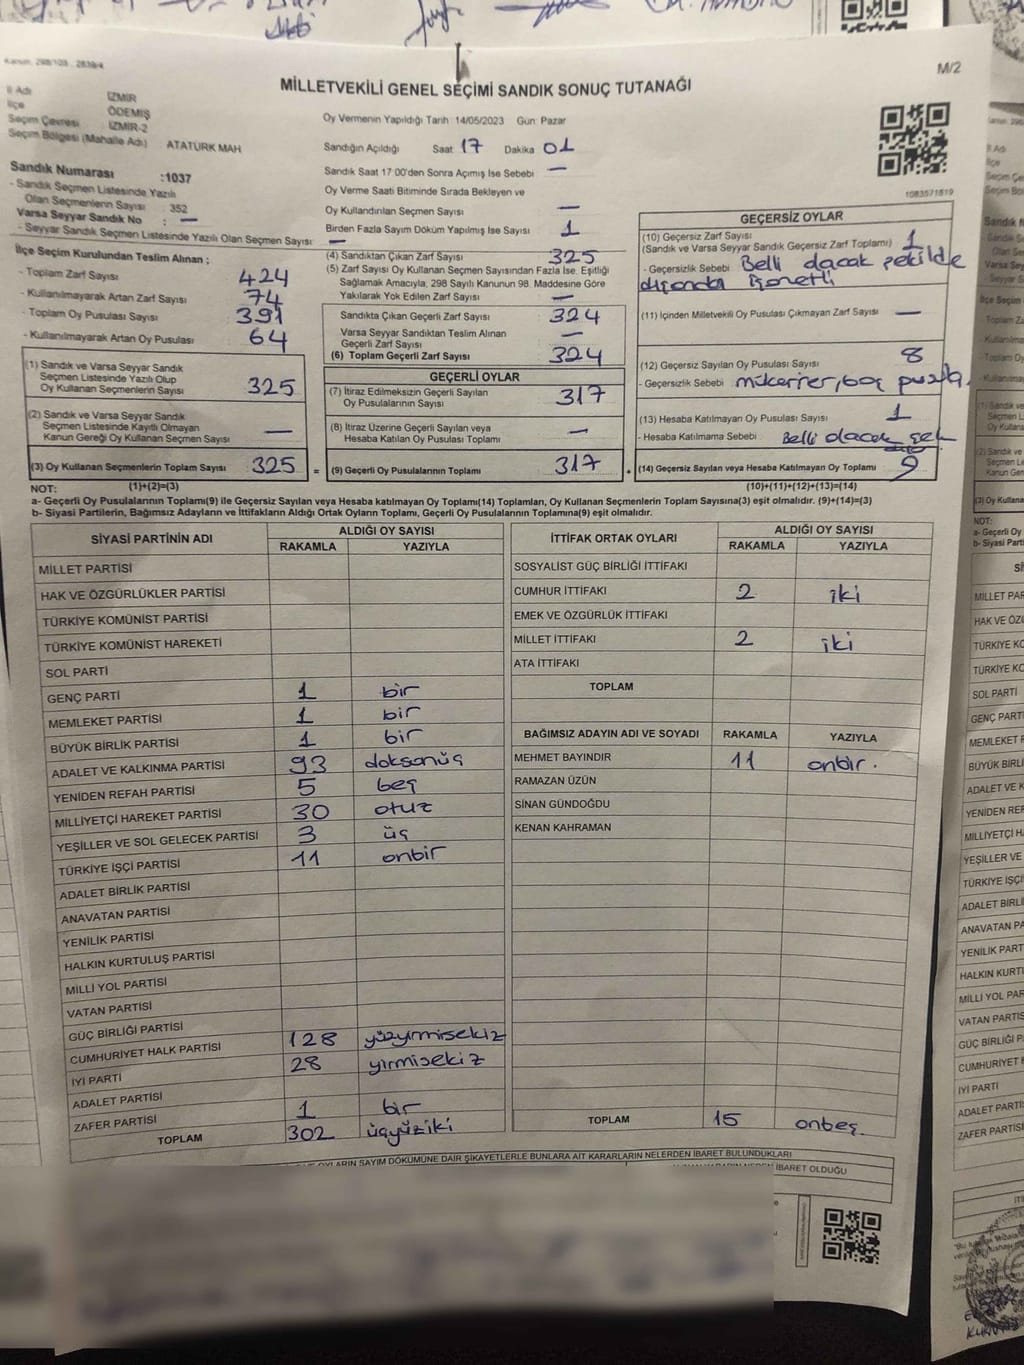 Kanun: 298/105 . 2839/4
M/2
MİLLETVEKİLİ GENEL SEÇİMİ SANDIK SONUÇ TUTANAĞI
İl Adı İZMİR
İlçe ÖDEMİŞ
Seçim Çevresi : İZMİR-2
Seçim Bölgesi (Mahalle Adı) : ATATÜRK MAH
Oy Vermenin Yapıldığı Tarih: 14/05/2023 Gün: Pazar
Sandığın Açıldığı Saat 17 Dakika 01
Sandık Saat 17:00'den Sonra Açımış İse Sebebi —
Oy Verme Saati Bitiminde Sırada Bekleyen ve
Oy Kullandırılan Seçmen Sayısı —
Birden Fazla Sayım Döküm Yapılmış İse Sayısı 1
1083571819
Sandık Numarası :1037
- Sandık Seçmen Listesinde Yazılı
Olan Seçmenlerin Sayısı : 352
Varsa Seyyar Sandık No : —
- Seyyar Sandık Seçmen Listesinde Yazılı Olan Seçmen Sayısı: —
İlçe Seçim Kurulundan Teslim Alınan ;
- Toplam Zarf Sayısı 424
- Kullanılmayarak Artan Zarf Sayısı 74
- Toplam Oy Pusulası Sayısı 391
- Kullanılmayarak Artan Oy Pusulası 64
(1) Sandık ve Varsa Seyyar Sandık
Seçmen Listesinde Yazılı Olup
Oy Kullanan Seçmenlerin Sayısı 325
(2) Sandık ve Varsa Seyyar Sandık
Seçmen Listesinde Kayıtlı Olmayan
Kanun Gereği Oy Kullanan Seçmen Sayısı —
(3) Oy Kullanan Seçmenlerin Toplam Sayısı 325 =
(1)+(2)=(3)
(4) Sandıktan Çıkan Zarf Sayısı 325
(5) Zarf Sayısı Oy Kullanan Seçmen Sayısından Fazla İse, Eşitliği
Sağlamak Amacıyla, 298 Sayılı Kanunun 98. Maddesine Göre
Yakılarak Yok Edilen Zarf Sayısı —
Sandıkta Çıkan Geçerli Zarf Sayısı 324
Varsa Seyyar Sandıktan Teslim Alınan
Geçerli Zarf Sayısı —
(6) Toplam Geçerli Zarf Sayısı 324
GEÇERLİ OYLAR
(7) İtiraz Edilmeksizin Geçerli Sayılan
Oy Pusulalarının Sayısı 317
(8) İtiraz Üzerine Geçerli Sayılan veya
Hesaba Katılan Oy Pusulası Toplamı —
(9) Geçerli Oy Pusulalarının Toplamı 317 +
GEÇERSİZ OYLAR
(10) Geçersiz Zarf Sayısı 1
(Sandık ve Varsa Seyyar Sandık Geçersiz Zarf Toplamı)
- Geçersizlik Sebebi Belli olacak şekilde
(11) İçinden Milletvekili Oy Pusulası Çıkmayan Zarf Sayısı —
(12) Geçersiz Sayılan Oy Pusulası Sayısı 8
- Geçersizlik Sebebi mükerrer, boş pusula
(13) Hesaba Katılmayan Oy Pusulası Sayısı 1
- Hesaba Katılmama Sebebi Belli olacak şek
(14) Geçersiz Sayılan veya Hesaba Katılmayan Oy Toplamı 9
(10)+(11)+(12)+(13)=(14)
NOT:
a- Geçerli Oy Pusulalarının Toplamı(9) ile Geçersiz Sayılan veya Hesaba katılmayan Oy Toplamı(14) Toplamları, Oy Kullanan Seçmenlerin Toplam Sayısına(3) eşit olmalıdır. (9)+(14)=(3)
b- Siyasi Partilerin, Bağımsız Adayların ve İttifakların Aldığı Ortak Oyların Toplamı, Geçerli Oy Pusulalarının Toplamına(9) eşit olmalıdır.
SİYASİ PARTİNİN ADI ALDIĞI OY SAYISI
RAKAMLA YAZIYLA
MİLLET PARTİSİ
HAK VE ÖZGÜRLÜKLER PARTİSİ
TÜRKİYE KOMÜNİST PARTİSİ
TÜRKİYE KOMÜNİST HAREKETİ
SOL PARTİ
GENÇ PARTİ 1 bir
MEMLEKET PARTİSİ 1 bir
BÜYÜK BİRLİK PARTİSİ 1 bir
ADALET VE KALKINMA PARTİSİ 93 doksanüç
YENİDEN REFAH PARTİSİ 5 beş
MİLLİYETÇİ HAREKET PARTİSİ 30 otuz
YEŞİLLER VE SOL GELECEK PARTİSİ 3 üç
TÜRKİYE İŞÇİ PARTİSİ 11 onbir
ADALET BİRLİK PARTİSİ
ANAVATAN PARTİSİ
YENİLİK PARTİSİ
HALKIN KURTULUŞ PARTİSİ
MİLLİ YOL PARTİSİ
VATAN PARTİSİ
GÜÇ BİRLİĞİ PARTİSİ
CUMHURİYET HALK PARTİSİ 128 yüzyirmisekiz
İYİ PARTİ 28 yirmisekiz
ADALET PARTİSİ
ZAFER PARTİSİ 1 bir
TOPLAM 302 üçyüziki
İTTİFAK ORTAK OYLARI ALDIĞI OY SAYISI
RAKAMLA YAZIYLA
SOSYALİST GÜÇ BİRLİĞİ İTTİFAKI
CUMHUR İTTİFAKI 2 iki
EMEK VE ÖZGÜRLÜK İTTİFAKI
MİLLET İTTİFAKI 2 iki
ATA İTTİFAKI
TOPLAM
BAĞIMSIZ ADAYIN ADI VE SOYADI RAKAMLA YAZIYLA
MEHMET BAYINDIR 11 onbir.
RAMAZAN ÜZÜN
SİNAN GÜNDOĞDU
KENAN KAHRAMAN
TOPLAM 15 onbeş
OYLARIN SAYIM DÖKÜMÜNE DAİR ŞİKAYETLERLE BUNLARA AİT KARARLARIN NELERDEN İBARET BULUNDUKLARI
İBARET OLDUĞU